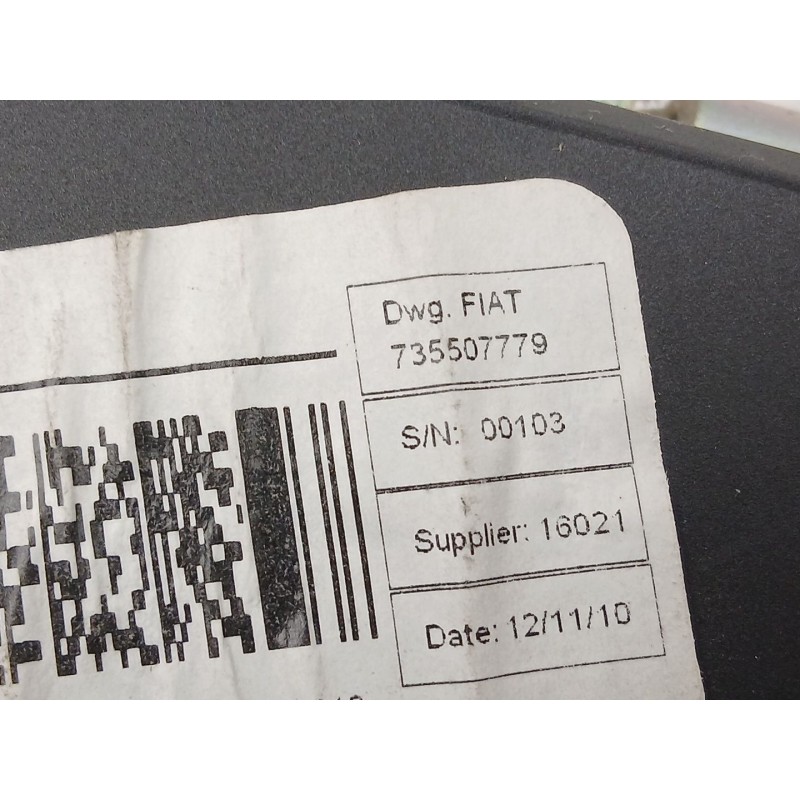 Dwg. FIAT
735507779
S/N: 00103
Supplier: 16021
Date: 12/11/10